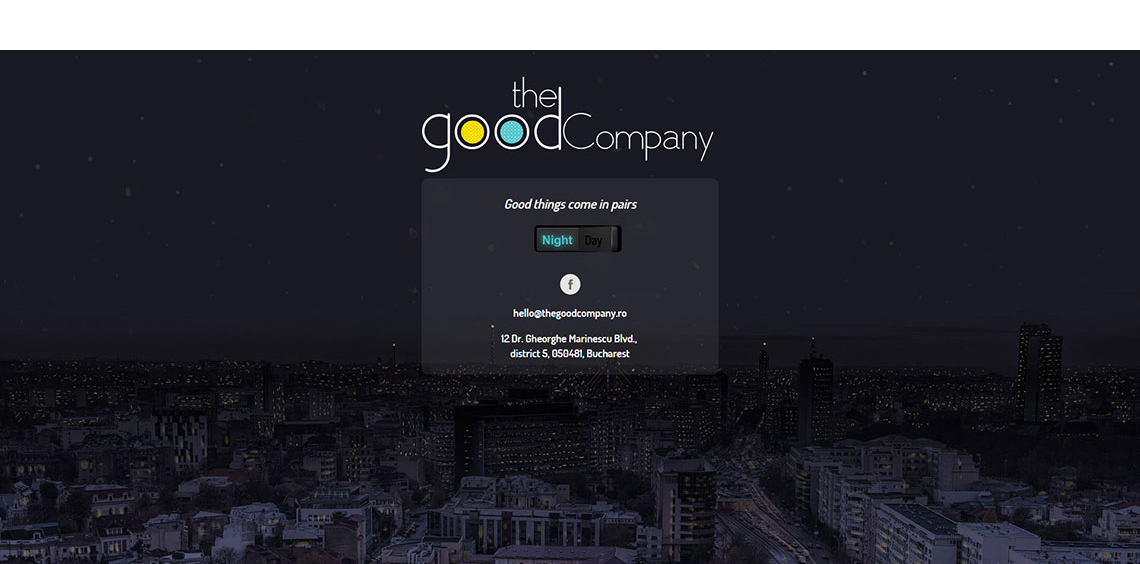 the
good Company
Good things come in pairs
Night Day
f
hello@thegoodcompany.ro
12 Dr. Gheorghe Marinescu Blvd.,
district 5, 050481, Bucharest